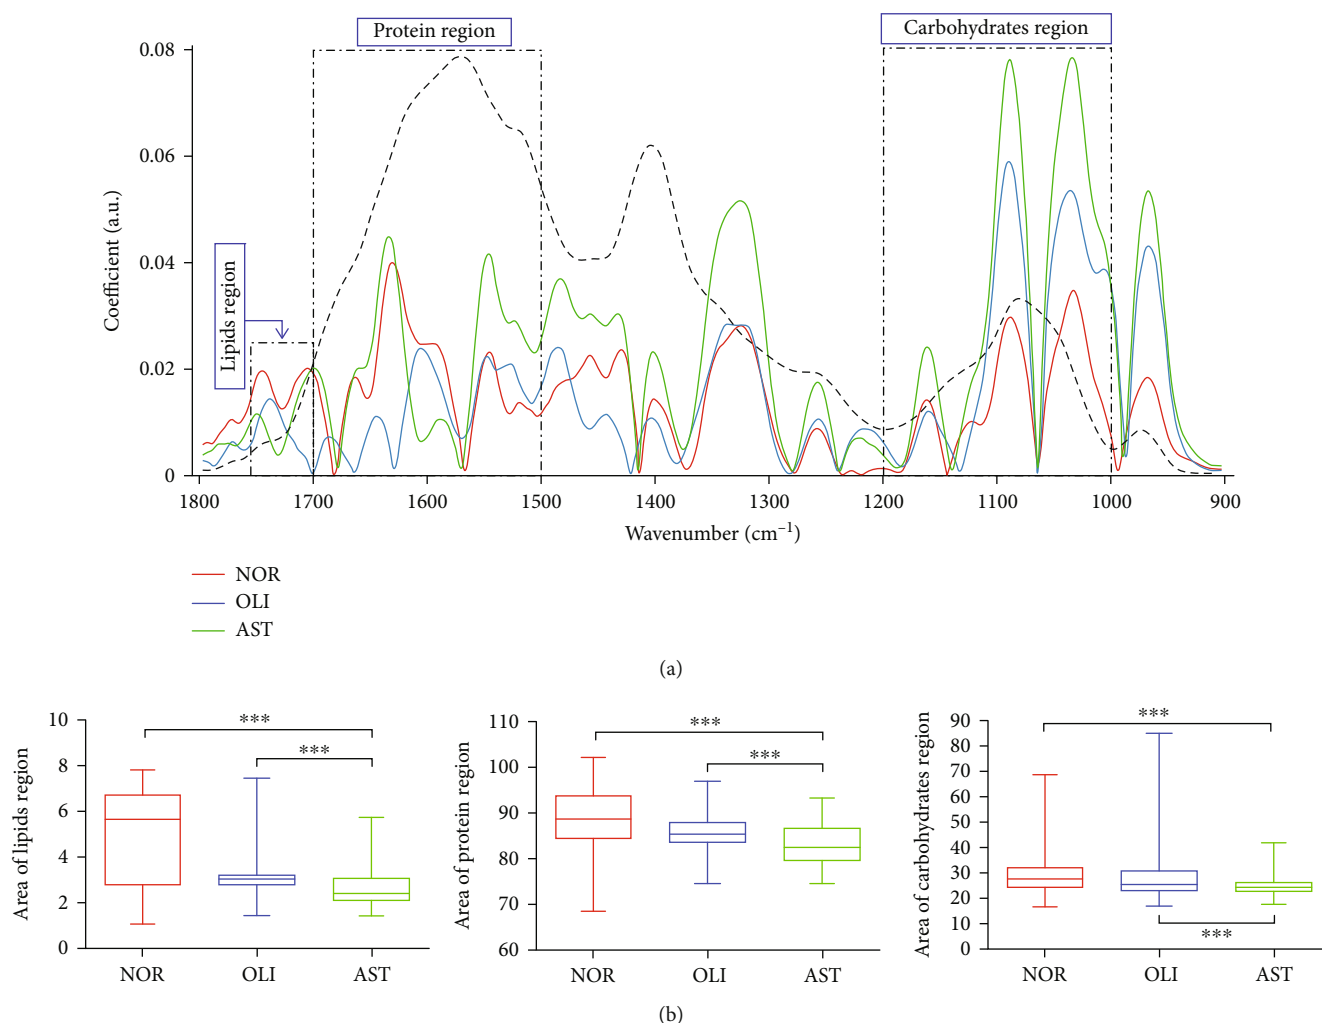 Protein region
Carbohydrates region
0.08
0.06
0.04
0.02
0
Coefficient (a.u.)
Lipids region
1800 1700 1600 1500 1400 1300 1200 1100 1000 900
Wavenumber (cm⁻¹)
NOR
OLI
AST
(a)
Area of lipids region
10
8
6
4
2
0
***
***
NOR OLI AST
Area of protein region
110
100
90
80
70
60
***
***
NOR OLI AST
Area of carbohydrates region
90
80
70
60
50
40
30
20
10
0
***
***
NOR OLI AST
(b)